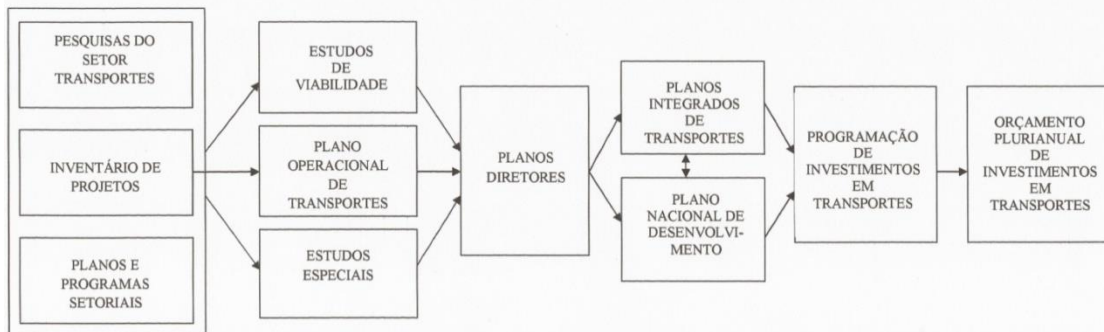 PESQUISAS DO
SETOR
TRANSPORTES
INVENTÁRIO DE
PROJETOS
PLANOS E
PROGRAMAS
SETORIAIS
ESTUDOS
DE
VIABILIDADE
PLANO
OPERACIONAL
DE
TRANSPORTES
ESTUDOS
ESPECIAIS
PLANOS
DIRETORES
PLANOS
INTEGRADOS
DE
TRANSPORTES
PLANO
NACIONAL DE
DESENVOLVI-
MENTO
PROGRAMAÇÃO
DE
INVESTIMENTOS
EM
TRANSPORTES
ORÇAMENTO
PLURIANUAL
DE
INVESTIMENTOS
EM
TRANSPORTES